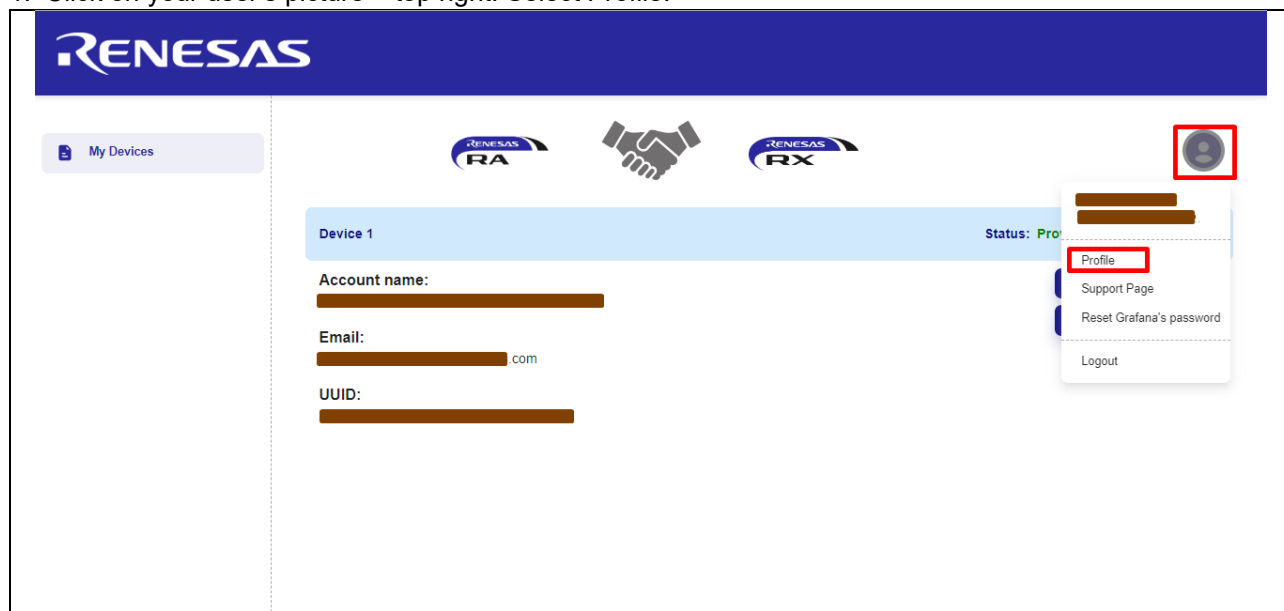 RENESAS
My Devices
RENESAS
RA
RENESAS
RX
Device 1
Status:
Account name:
Email:
.com
UUID:
Profile
Support Page
Reset Grafana's password
Logout